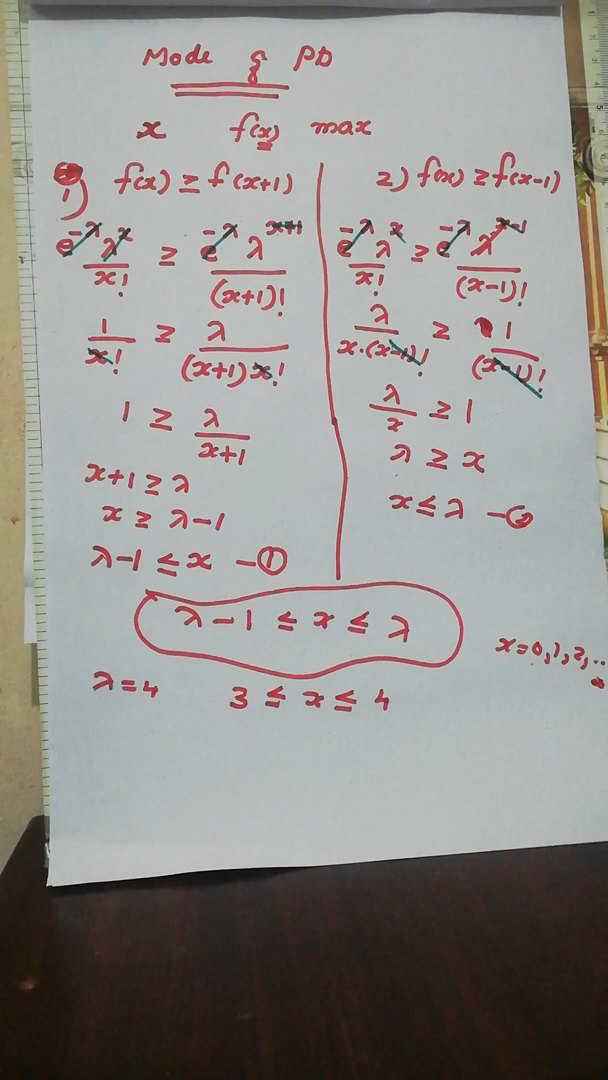 Mode of PD
x f(x) max
1) f(x) ≥ f(x+1)
e^-λ λ^x / x! ≥ e^-λ λ^x+1 / (x+1)!
1 / x! ≥ λ / (x+1) x!
1 ≥ λ / x+1
x+1 ≥ λ
x ≥ λ-1
λ-1 ≤ x - ①
2) f(x) ≥ f(x-1)
e^-λ λ^x / x! ≥ e^-λ λ^x-1 / (x-1)!
λ / x·(x-1)! ≥ 1 / (x-1)!
λ / x ≥ 1
λ ≥ x
x ≤ λ - ②
λ-1 ≤ x ≤ λ
x=0,1,2,...
λ=4 3 ≤ x ≤ 4